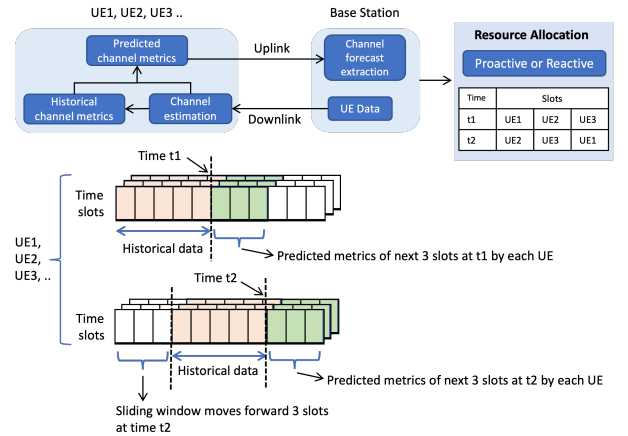 UE1, UE2, UE3 ..
Base Station
Predicted
channel metrics
Historical
channel metrics
Channel
estimation
Uplink
Downlink
Channel
forecast
extraction
UE Data
Resource Allocation
Proactive or Reactive
Time Slots
t1 UE1 UE2 UE3
t2 UE2 UE3 UE1
Time t1
Time
slots
Historical data
Predicted metrics of next 3 slots at t1 by each UE
UE1,
UE2,
UE3, ..
Time t2
Time
slots
Historical data
Predicted metrics of next 3 slots at t2 by each UE
Sliding window moves forward 3 slots
at time t2